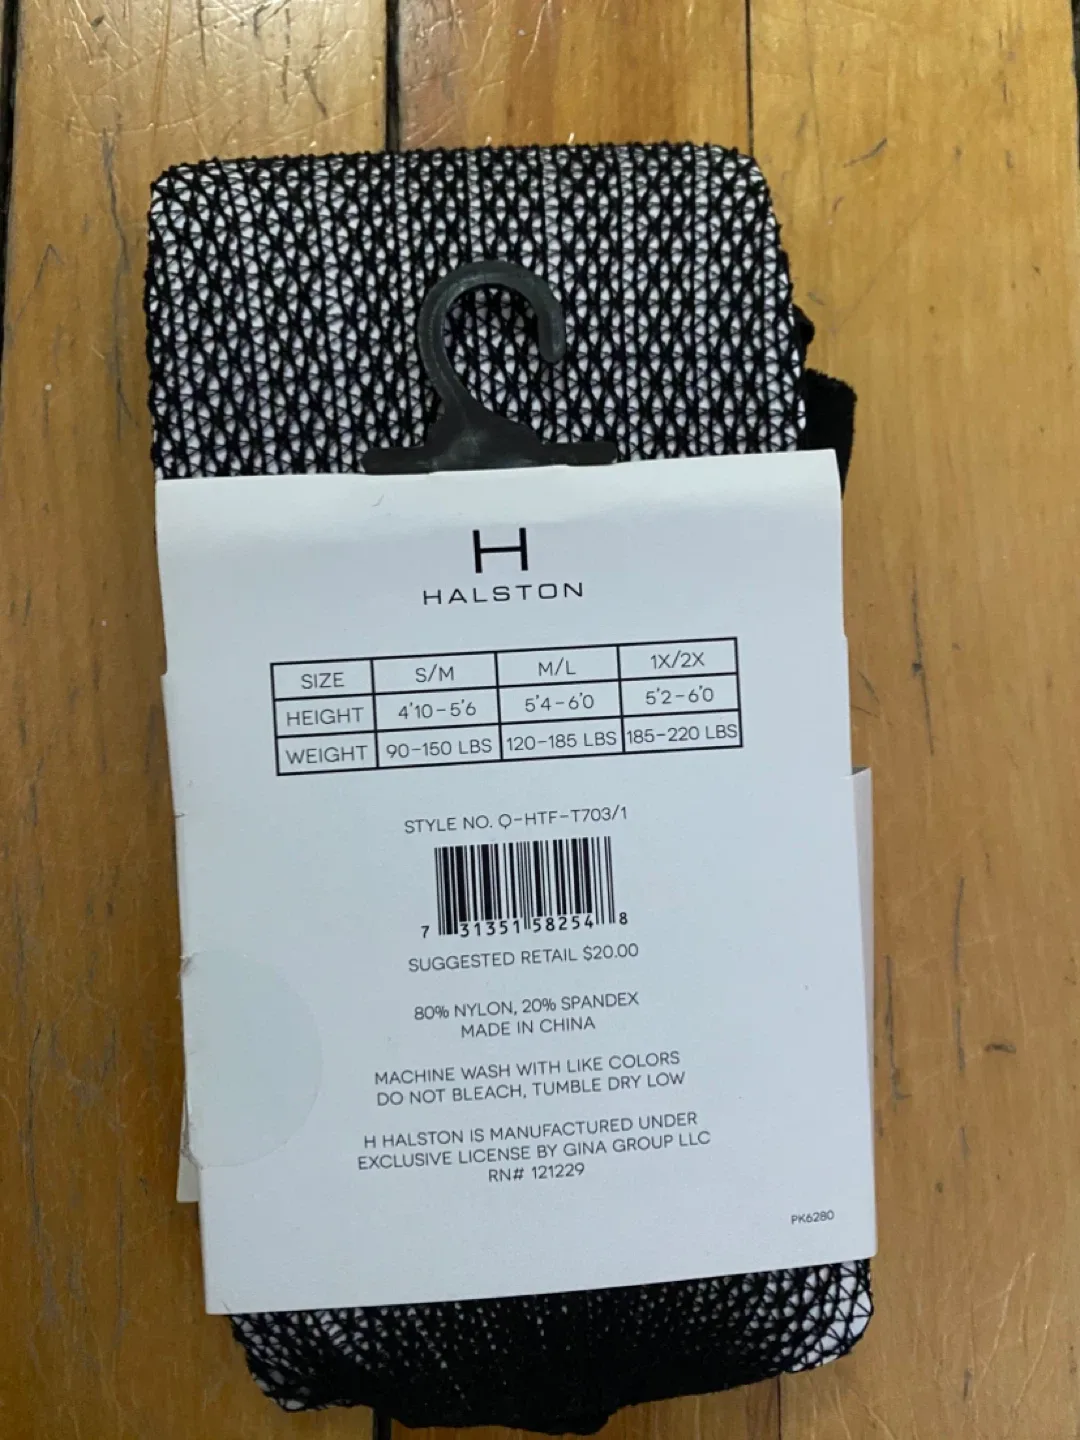 H
HALSTON
SIZE S/M M/L 1X/2X
HEIGHT 4'10-5'6 5'4-6'0 5'2-6'0
WEIGHT 90-150 LBS 120-185 LBS 185-220 LBS
STYLE NO. Q-HTF-T703/1
7 31351 58254 8
SUGGESTED RETAIL $20.00
80% NYLON, 20% SPANDEX
MADE IN CHINA
MACHINE WASH WITH LIKE COLORS
DO NOT BLEACH, TUMBLE DRY LOW
H HALSTON IS MANUFACTURED UNDER
EXCLUSIVE LICENSE BY GINA GROUP LLC
RN# 121229
PK6280